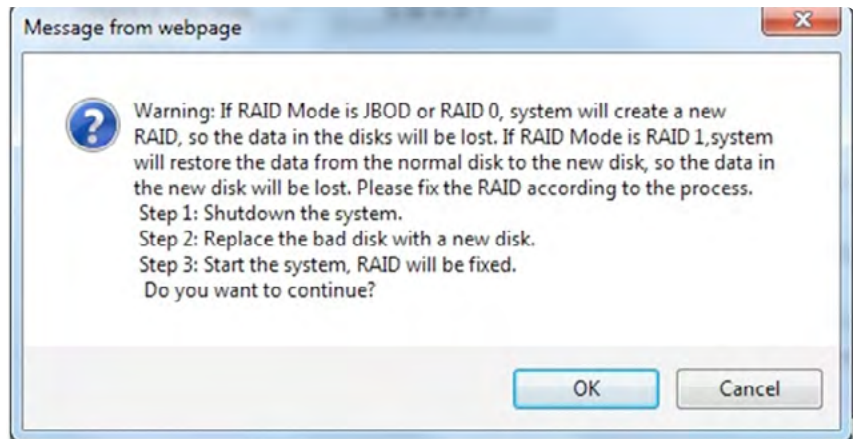 Message from webpage
Warning: If RAID Mode is JBOD or RAID 0, system will create a new
RAID, so the data in the disks will be lost. If RAID Mode is RAID 1,system
will restore the data from the normal disk to the new disk, so the data in
the new disk will be lost. Please fix the RAID according to the process.
Step 1: Shutdown the system.
Step 2: Replace the bad disk with a new disk.
Step 3: Start the system, RAID will be fixed.
Do you want to continue?
OK
Cancel